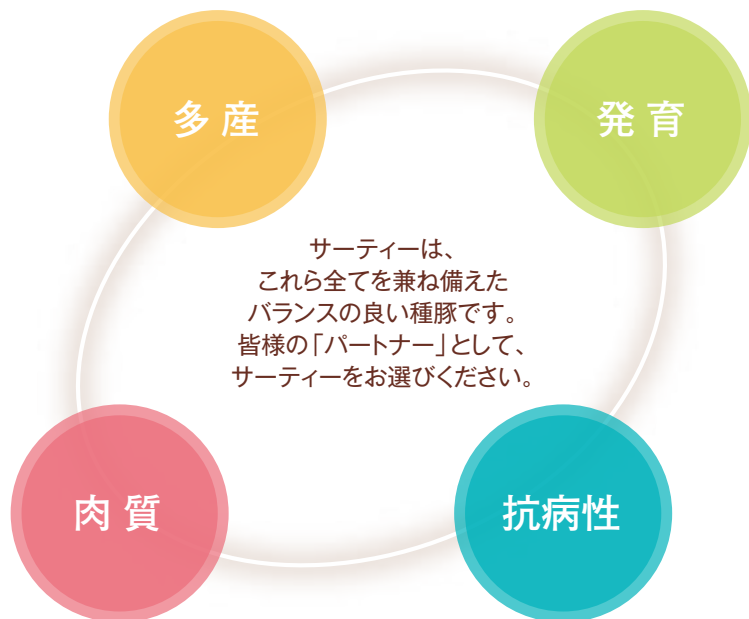 多産
発育
サーティーは、
これら全てを兼ね備えた
バランスの良い種豚です。
皆様の「パートナー」として、
サーティーをお選びください。
肉質
抗病性